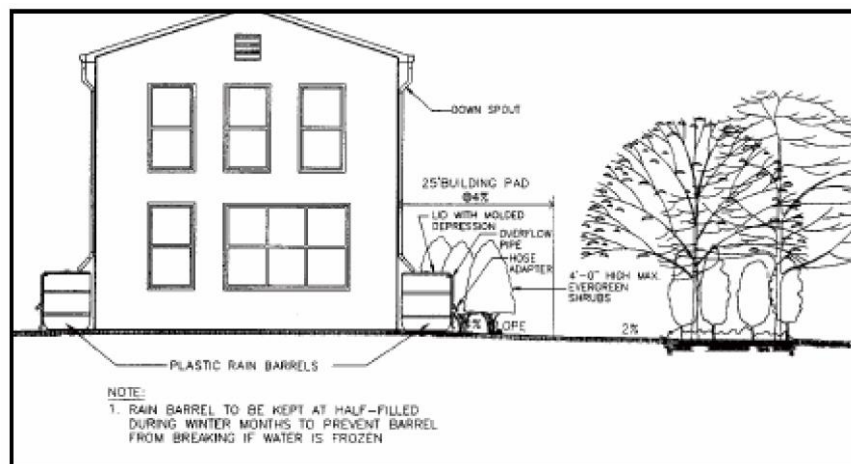 DOWN SPOUT
25'BUILDING PAD
@4%
LID WITH MOLDED
DEPRESSION
OVERFLOW
PIPE
HOSE
ADAPTER
4'-0" HIGH MAX.
EVERGREEN
SHRUBS
2%
PLASTIC RAIN BARRELS
NOTE:
1. RAIN BARREL TO BE KEPT AT HALF-FILLED
DURING WINTER MONTHS TO PREVENT BARREL
FROM BREAKING IF WATER IS FROZEN